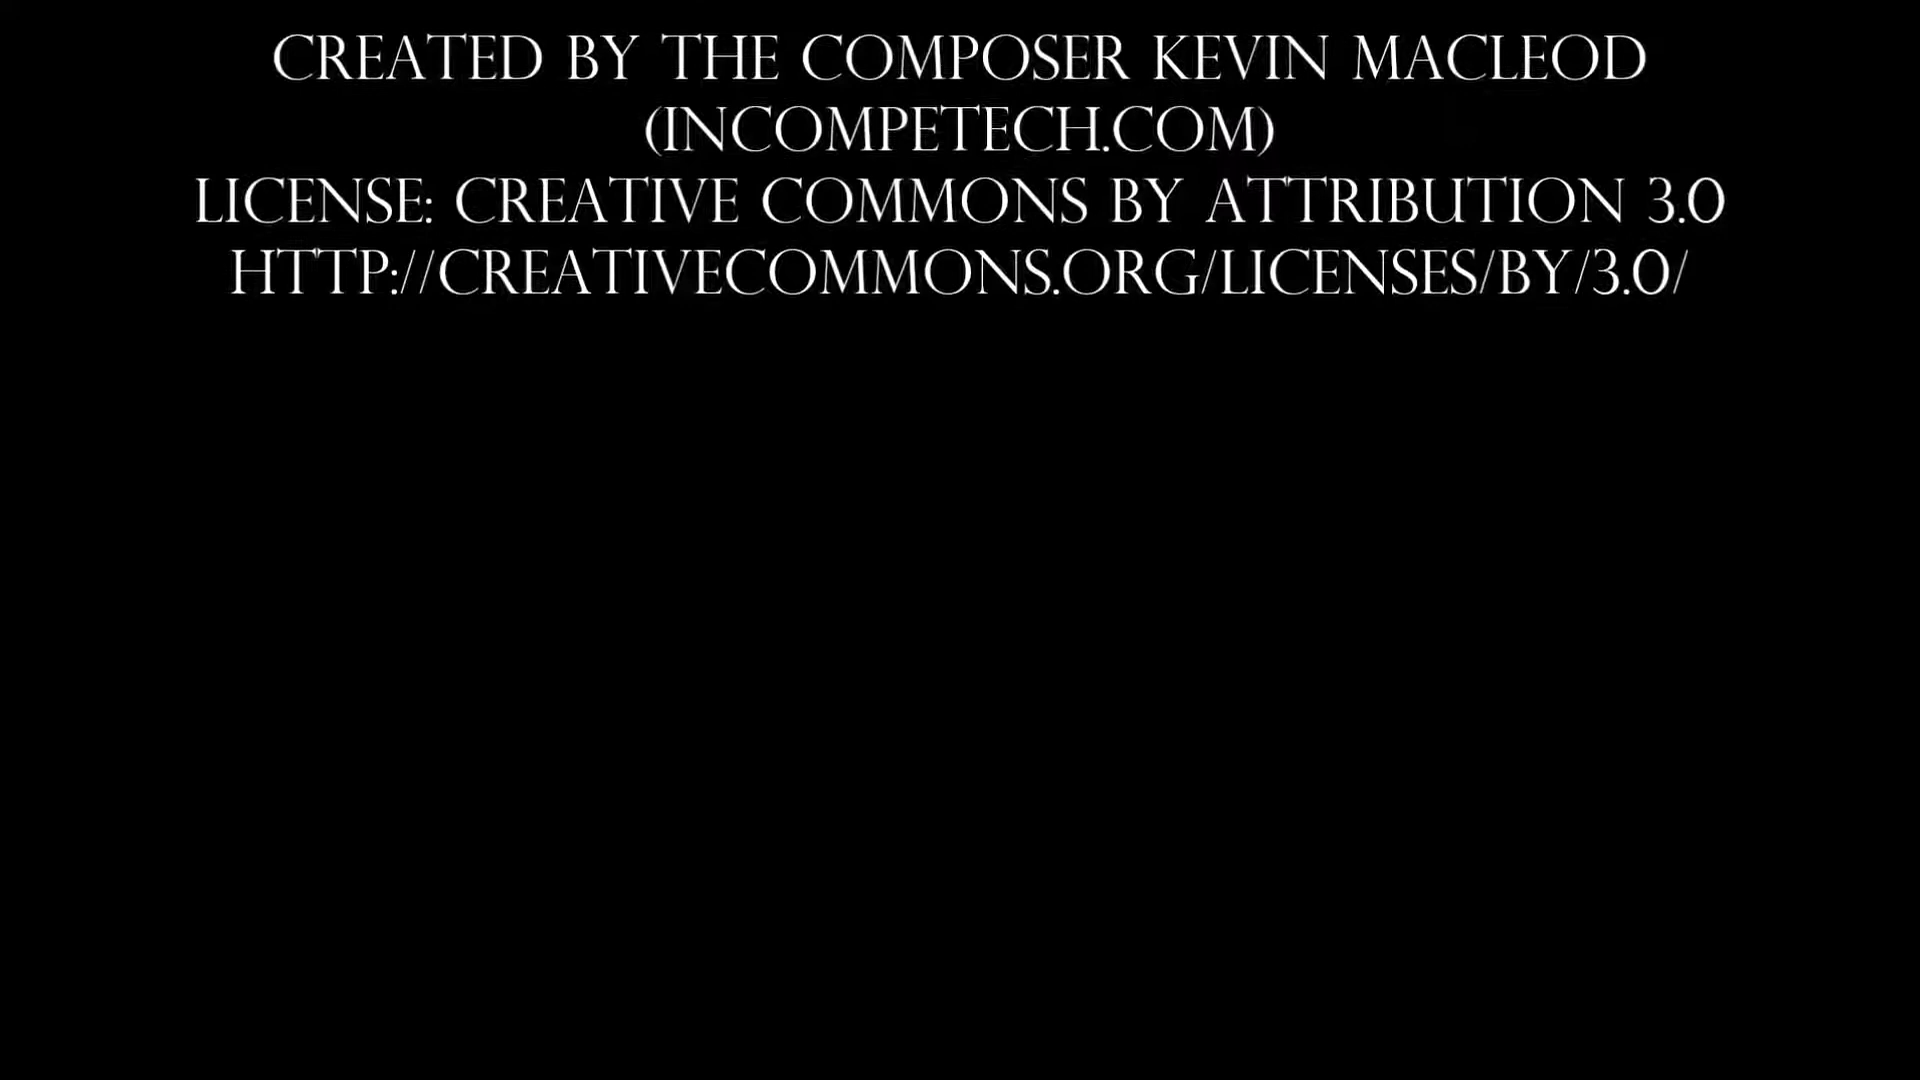 CREATED BY THE COMPOSER KEVIN MACLEOD
(INCOMPETECH.COM)
LICENSE: CREATIVE COMMONS BY ATTRIBUTION 3.0
HTTP://CREATIVECOMMONS.ORG/LICENSES/BY/3.0/